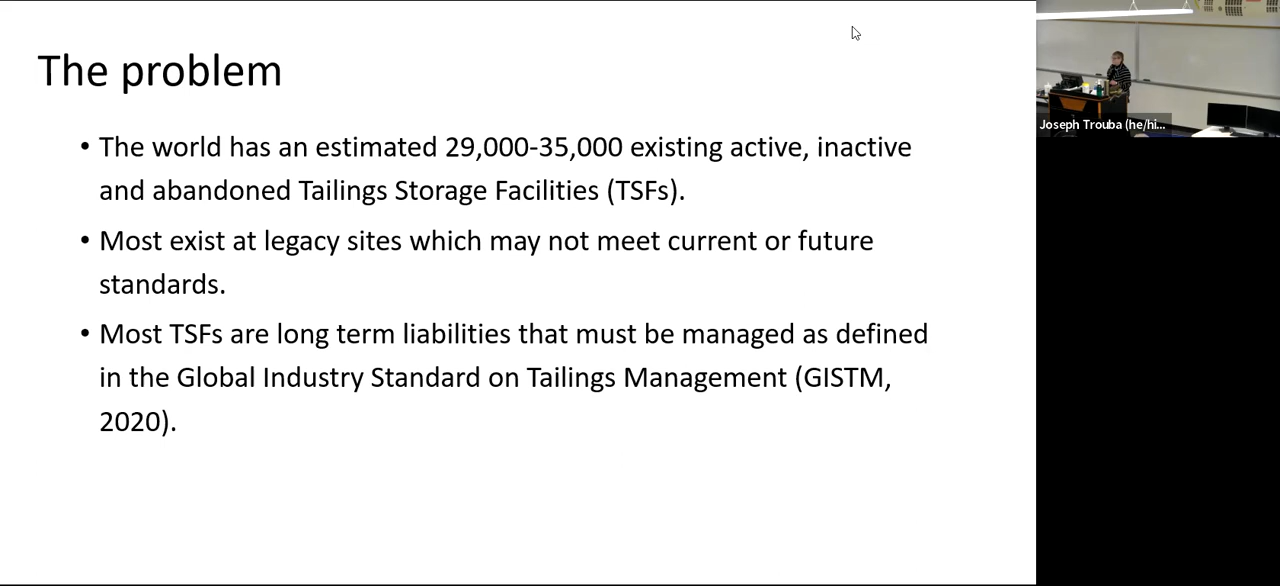 The problem
• The world has an estimated 29,000-35,000 existing active, inactive
and abandoned Tailings Storage Facilities (TSFs).
• Most exist at legacy sites which may not meet current or future
standards.
• Most TSFs are long term liabilities that must be managed as defined
in the Global Industry Standard on Tailings Management (GISTM,
2020).
Joseph Trouba (he/hi...